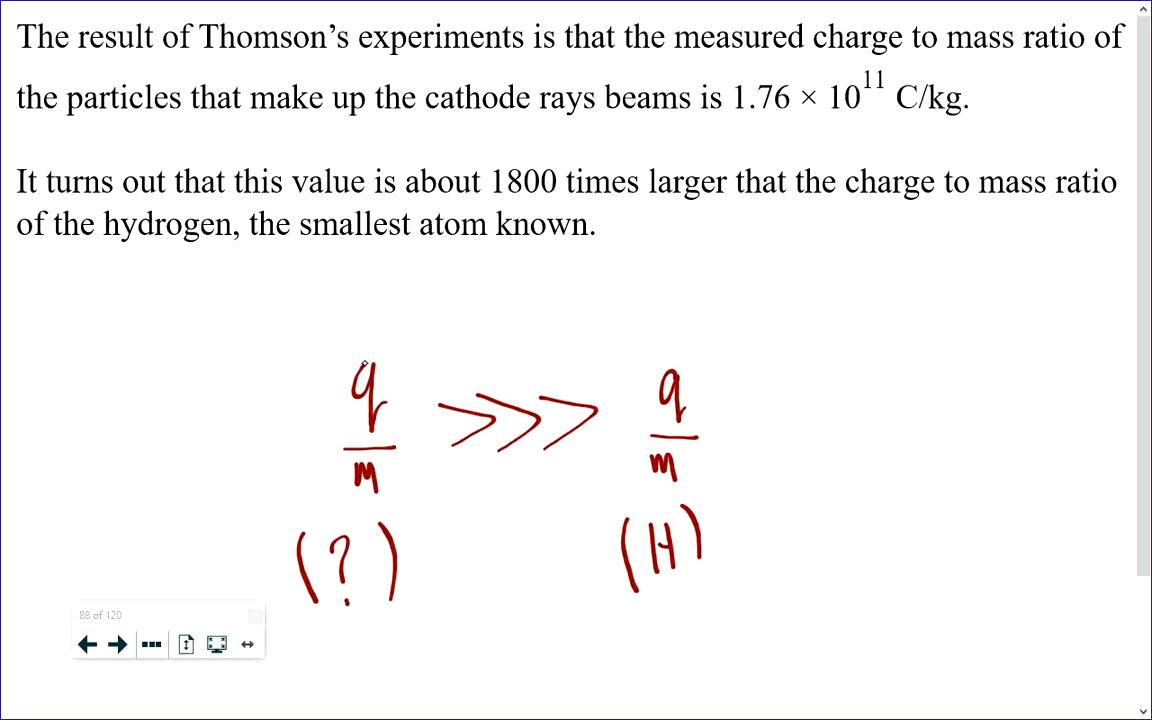 The result of Thomson’s experiments is that the measured charge to mass ratio of
the particles that make up the cathode rays beams is 1.76 × 10¹¹ C/kg.
It turns out that this value is about 1800 times larger that the charge to mass ratio
of the hydrogen, the smallest atom known.
q >>> q
m m
(?) (H)
88 of 120